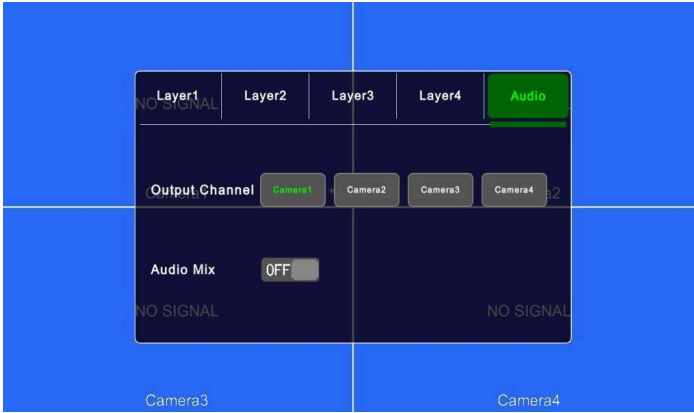 Layer1 Layer2 Layer3 Layer4 Audio
NO SIGNAL
Output Channel Camera1 Camera2 Camera3 Camera4
Camera1
Audio Mix OFF
NO SIGNAL NO SIGNAL
Camera3 Camera4